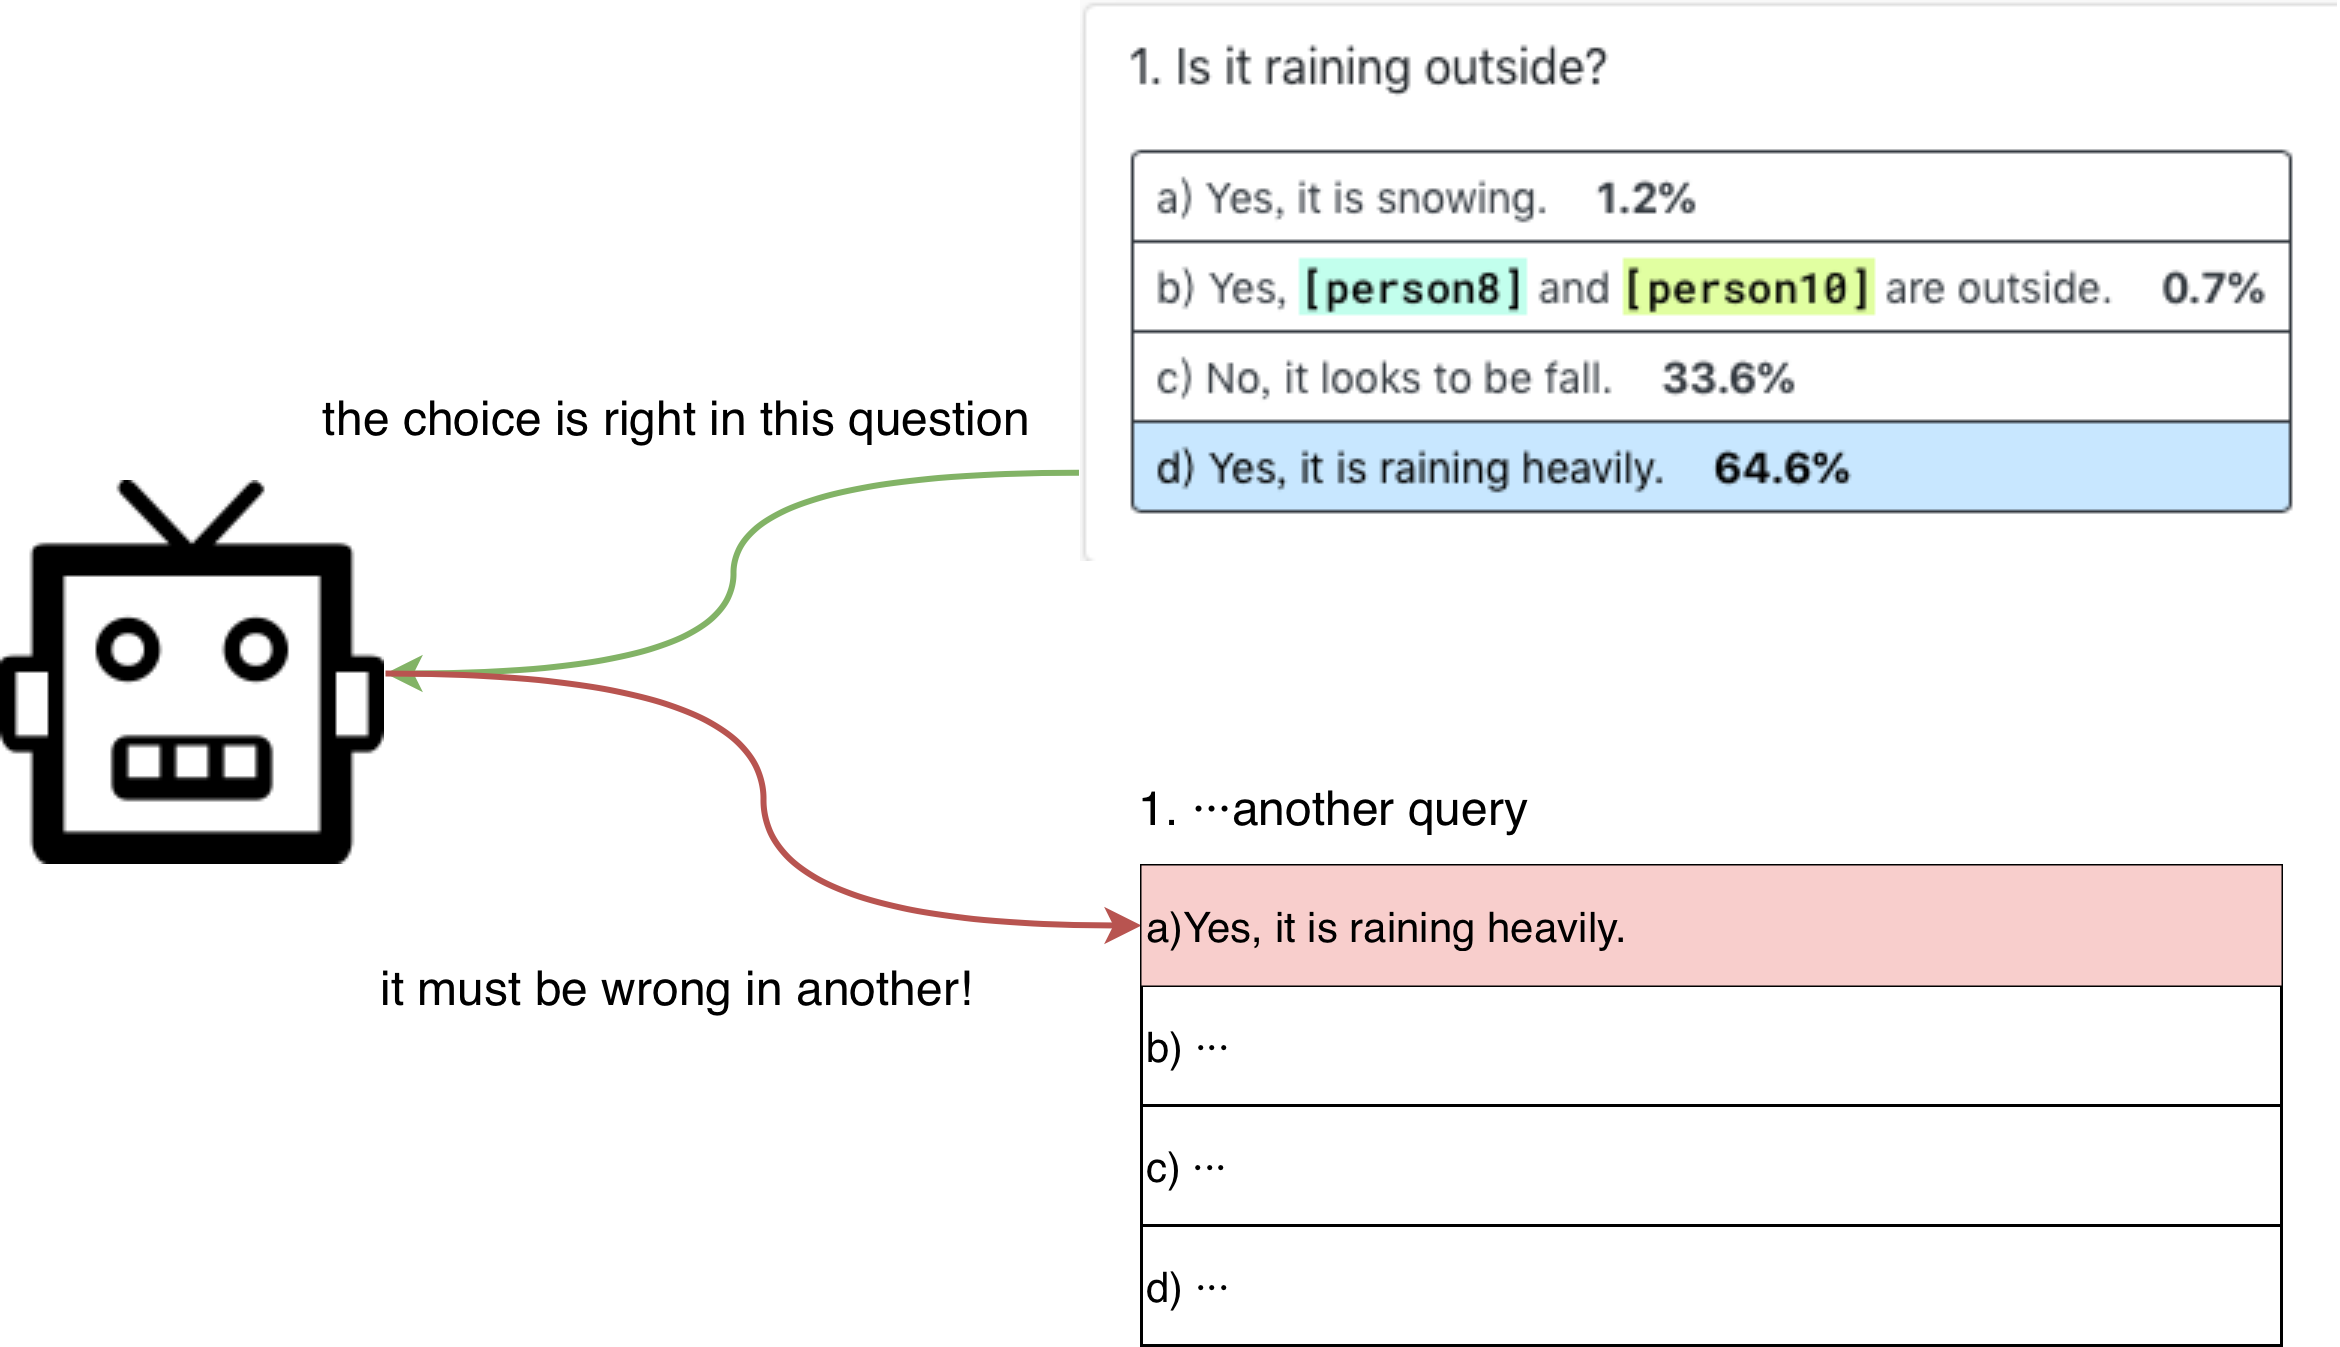 1. Is it raining outside?
a) Yes, it is snowing. 1.2%
b) Yes, [person8] and [person10] are outside. 0.7%
c) No, it looks to be fall. 33.6%
d) Yes, it is raining heavily. 64.6%
the choice is right in this question
it must be wrong in another!
1. ···another query
a)Yes, it is raining heavily.
b) ···
c) ···
d) ···